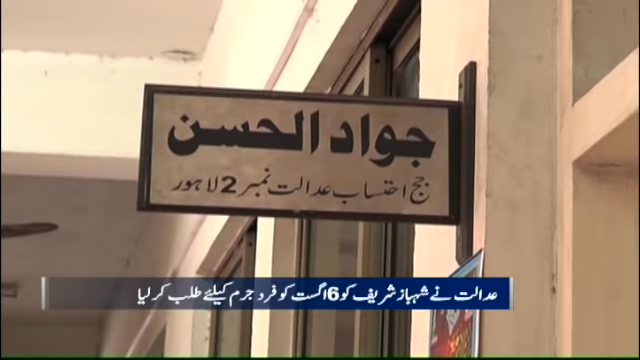 جواد الحسن
جج احتساب عدالت نمبر 2 لاہور
عدالت نے شہباز شریف کو 6 اگست کو فرد جرم کیلئے طلب کر لیا